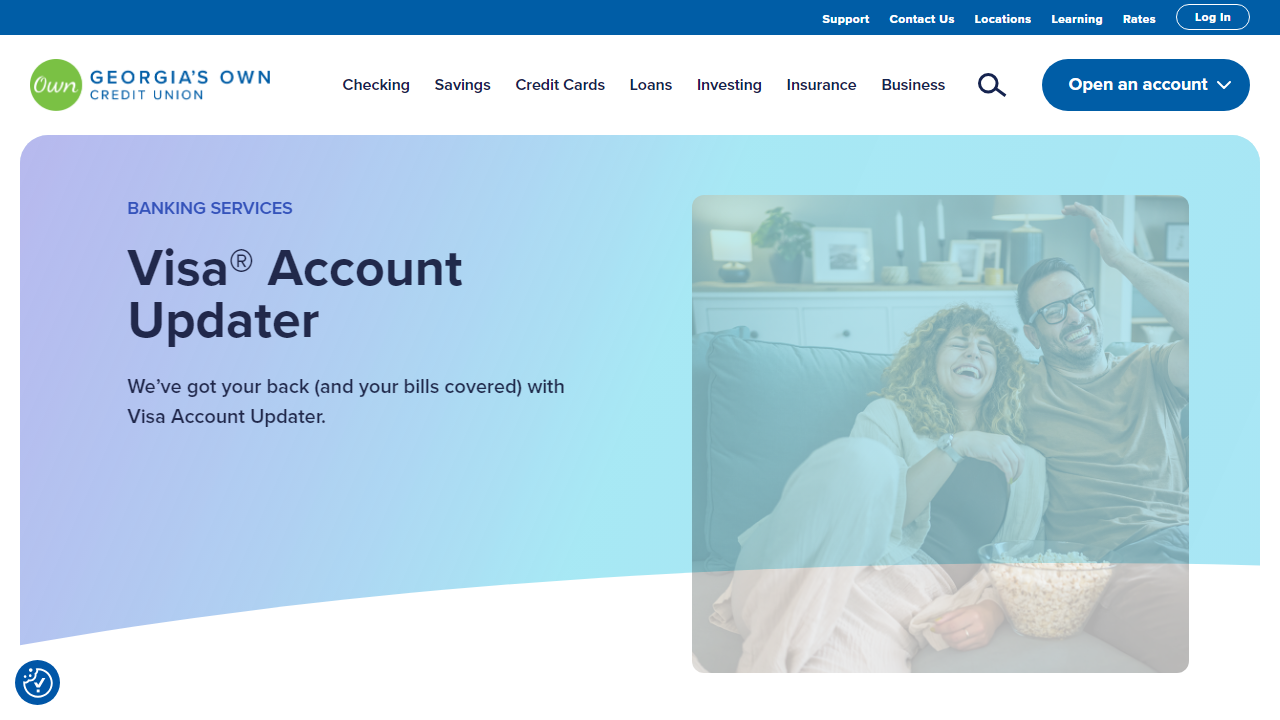 Support Contact Us Locations Learning Rates Log In
Own GEORGIA'S OWN
CREDIT UNION
Checking Savings Credit Cards Loans Investing Insurance Business Open an account
BANKING SERVICES
Visa® Account
Updater
We've got your back (and your bills covered) with
Visa Account Updater.